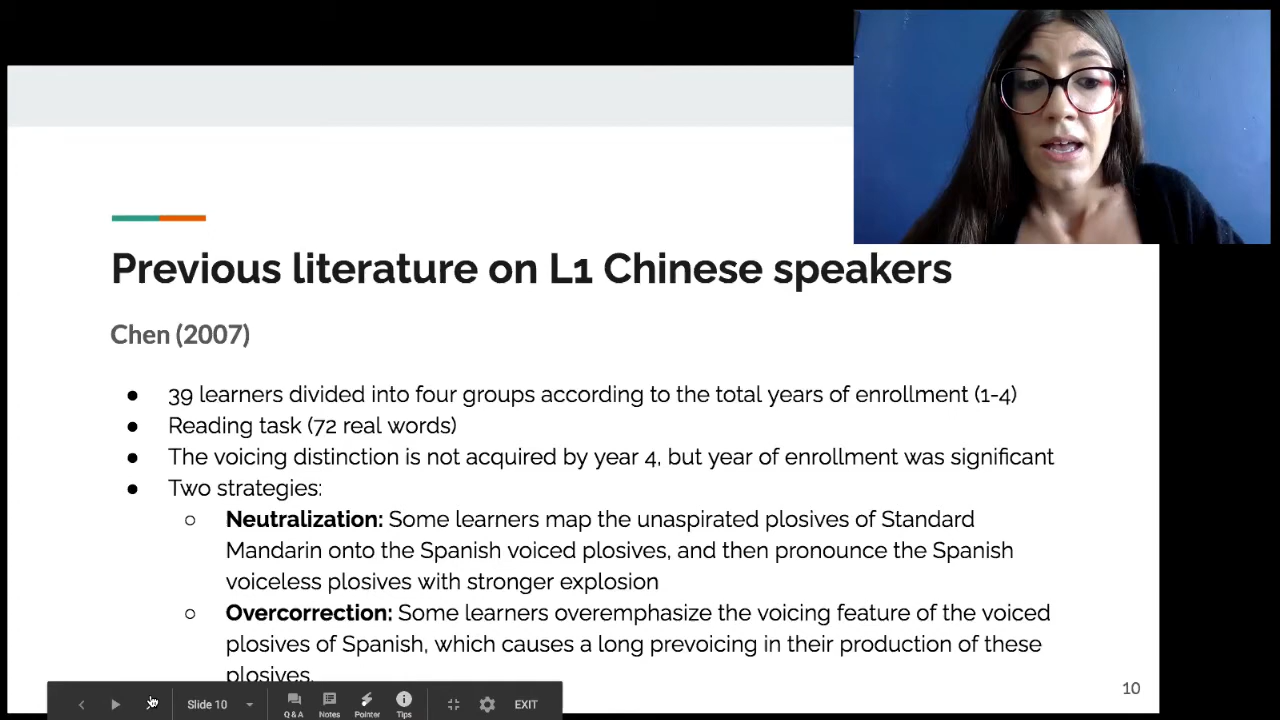 Previous literature on L1 Chinese speakers
Chen (2007)
● 39 learners divided into four groups according to the total years of enrollment (1-4)
● Reading task (72 real words)
● The voicing distinction is not acquired by year 4, but year of enrollment was significant
● Two strategies:
○ Neutralization: Some learners map the unaspirated plosives of Standard
Mandarin onto the Spanish voiced plosives, and then pronounce the Spanish
voiceless plosives with stronger explosion
○ Overcorrection: Some learners overemphasize the voicing feature of the voiced
plosives of Spanish, which causes a long prevoicing in their production of these
plosives.
10
Slide 10
Q & A
Notes
Pointer
Tips
EXIT